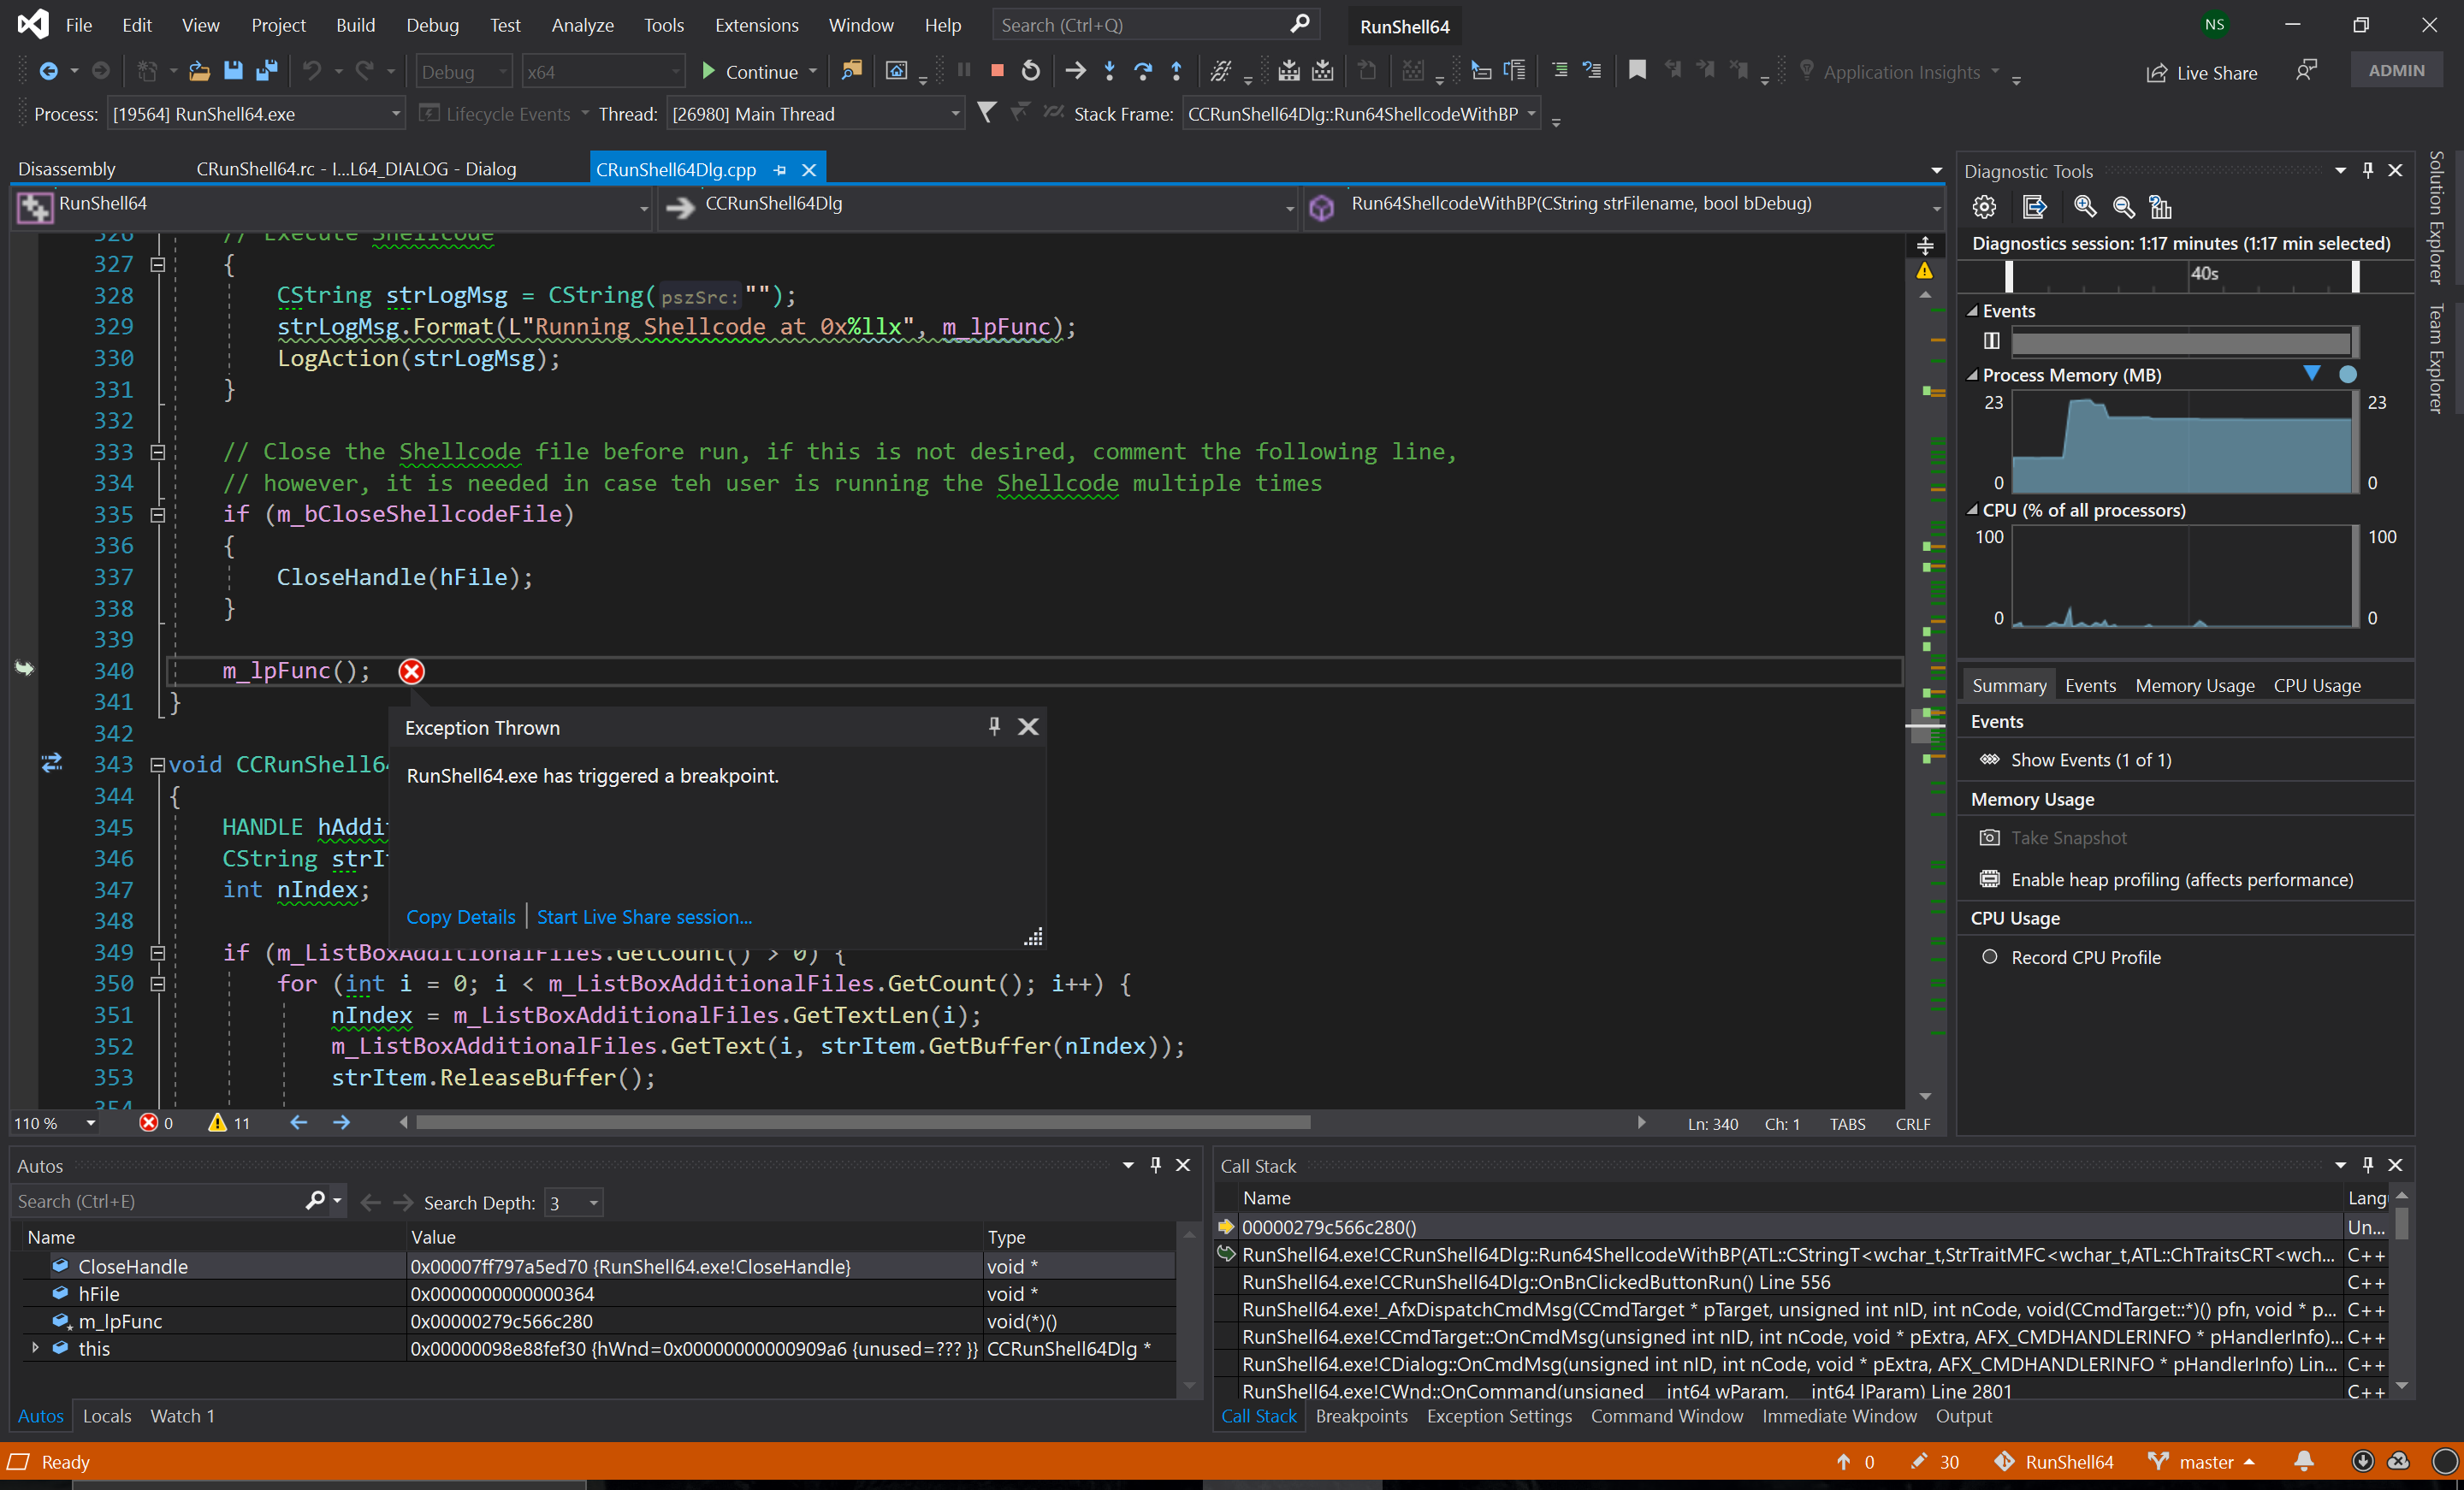 File Edit View Project Build Debug Test Analyze Tools Extensions Window Help Search (Ctrl+Q) RunShell64 NS
Debug x64 Continue Application Insights Live Share ADMIN
Process: [19564] RunShell64.exe Lifecycle Events Thread: [26980] Main Thread Stack Frame: CCRunShell64Dlg::Run64ShellcodeWithBP
Disassembly CRunShell64.rc - I...L64_DIALOG - Dialog CRunShell64Dlg.cpp
RunShell64 CCRunShell64Dlg Run64ShellcodeWithBP(CString strFilename, bool bDebug)
326 // Execute Shellcode
327 {
328 CString strLogMsg = CString(pszSrc:"");
329 strLogMsg.Format(L"Running Shellcode at 0x%llx", m_lpFunc);
330 LogAction(strLogMsg);
331 }
332
333 // Close the Shellcode file before run, if this is not desired, comment the following line,
334 // however, it is needed in case teh user is running the Shellcode multiple times
335 if (m_bCloseShellcodeFile)
336 {
337 CloseHandle(hFile);
338 }
339
340 m_lpFunc();
341 }
342
343 void CCRunShell64
344 {
345 HANDLE hAddit
346 CString strIt
347 int nIndex;
348
349 if (m_ListBoxAdditionalFiles.GetCount() > 0) {
350 for (int i = 0; i < m_ListBoxAdditionalFiles.GetCount(); i++) {
351 nIndex = m_ListBoxAdditionalFiles.GetTextLen(i);
352 m_ListBoxAdditionalFiles.GetText(i, strItem.GetBuffer(nIndex));
353 strItem.ReleaseBuffer();
354
Exception Thrown
RunShell64.exe has triggered a breakpoint.
Copy Details Start Live Share session...
110 % 0 11 Ln: 340 Ch: 1 TABS CRLF
Diagnostic Tools
Diagnostics session: 1:17 minutes (1:17 min selected)
40s
Events
Process Memory (MB)
23 23
0 0
CPU (% of all processors)
100 100
0 0
Summary Events Memory Usage CPU Usage
Events
Show Events (1 of 1)
Memory Usage
Take Snapshot
Enable heap profiling (affects performance)
CPU Usage
Record CPU Profile
Solution Explorer
Team Explorer
Autos
Search (Ctrl+E) Search Depth: 3
Name Value Type
CloseHandle 0x00007ff797a5ed70 {RunShell64.exe!CloseHandle} void *
hFile 0x0000000000000364 void *
m_lpFunc 0x00000279c566c280 void(*)()
this 0x00000098e88fef30 {hWnd=0x00000000000909a6 {unused=??? }} CCRunShell64Dlg *
Autos Locals Watch 1
Call Stack
Name Lang
00000279c566c280() Un...
RunShell64.exe!CCRunShell64Dlg::Run64ShellcodeWithBP(ATL::CStringT<wchar_t,StrTraitMFC<wchar_t,ATL::ChTraitsCRT<wch... C++
RunShell64.exe!CCRunShell64Dlg::OnBnClickedButtonRun() Line 556 C++
RunShell64.exe!_AfxDispatchCmdMsg(CCmdTarget * pTarget, unsigned int nID, int nCode, void(CCmdTarget::*)() pfn, void * p... C++
RunShell64.exe!CCmdTarget::OnCmdMsg(unsigned int nID, int nCode, void * pExtra, AFX_CMDHANDLERINFO * pHandlerInfo)... C++
RunShell64.exe!CDialog::OnCmdMsg(unsigned int nID, int nCode, void * pExtra, AFX_CMDHANDLERINFO * pHandlerInfo) Lin... C++
RunShell64.exe!CWnd::OnCommand(unsigned __int64 wParam, __int64 lParam) Line 2801 C++
Call Stack Breakpoints Exception Settings Command Window Immediate Window Output
Ready 0 30 RunShell64 master